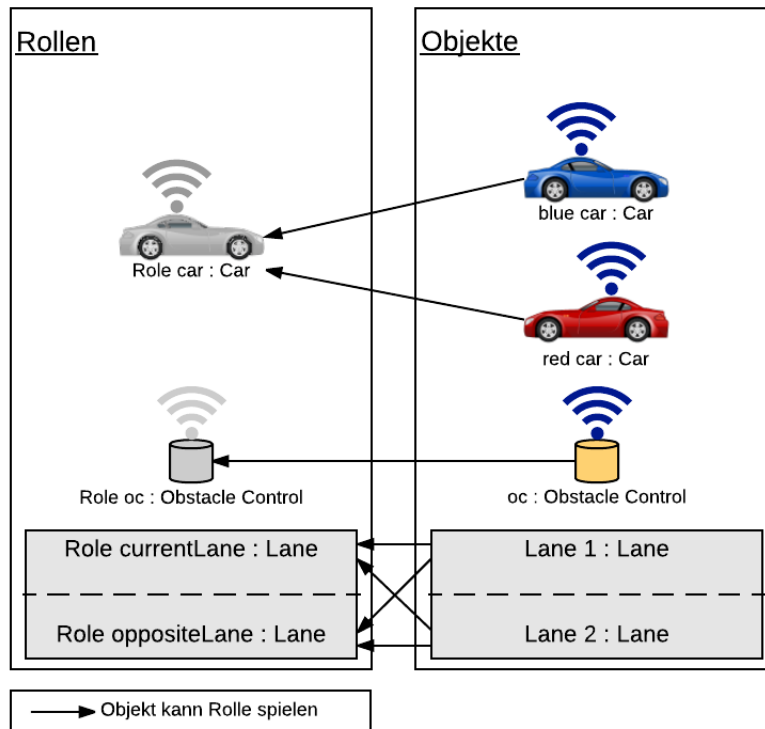 Rollen
Role car : Car
Role oc : Obstacle Control
Role currentLane : Lane
Role oppositeLane : Lane
Objekte
blue car : Car
red car : Car
oc : Obstacle Control
Lane 1 : Lane
Lane 2 : Lane
Objekt kann Rolle spielen